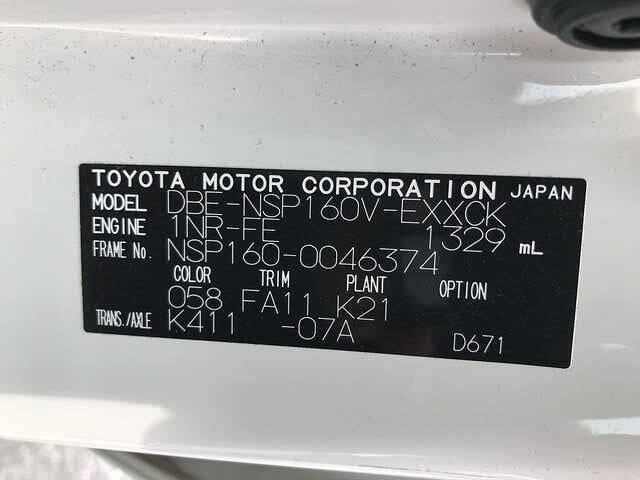 TOYOTA MOTOR CORPORATION JAPAN
MODEL DBE-NSP160V-EXXCK
ENGINE 1NR-FE 1329 mL
FRAME No. NSP160-0046374
COLOR TRIM PLANT OPTION
058 FA11 K21
TRANS./AXLE K411 -07A D671